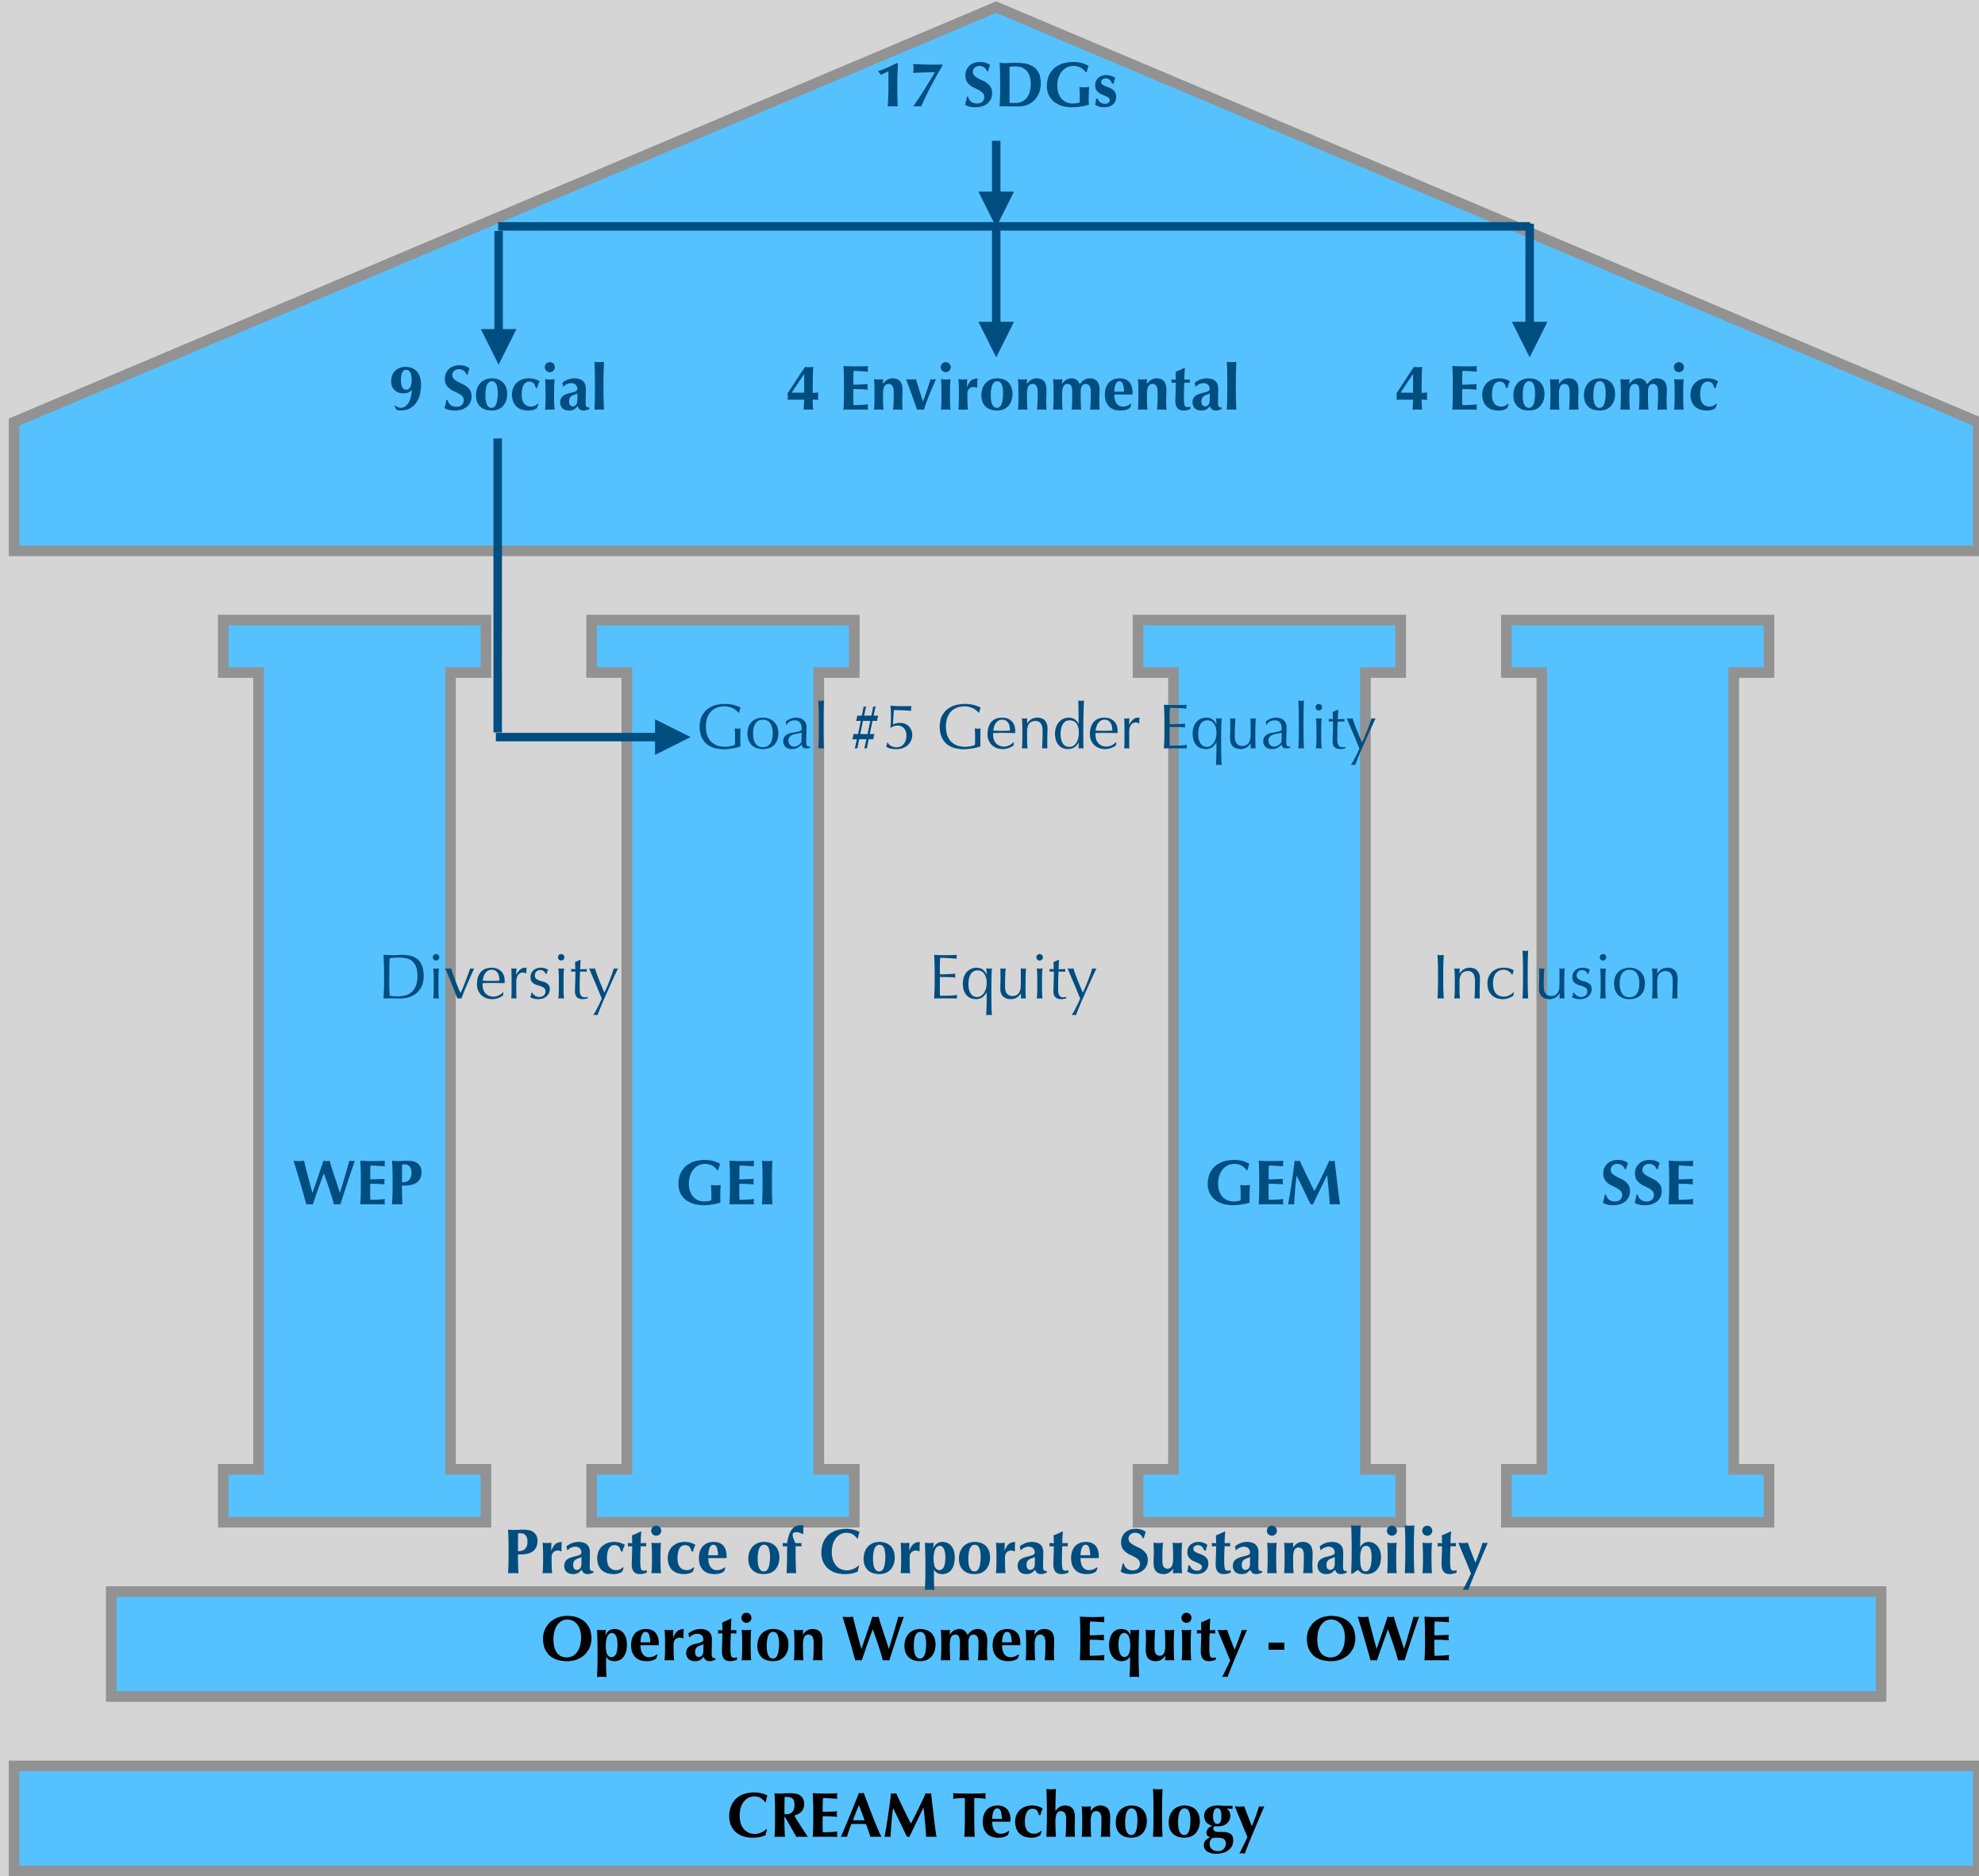 17 SDGs
9 Social 4 Environmental 4 Economic
Goal #5 Gender Equality
Diversity Equity Inclusion
WEP GEI GEM SSE
Practice of Corporate Sustainability
Operation Women Equity - OWE
CREAM Technology